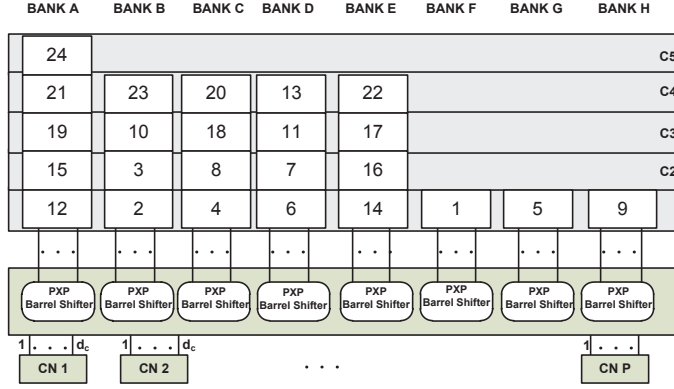 BANK A BANK B BANK C BANK D BANK E BANK F BANK G BANK H
24 C5
21 23 20 13 22 C4
19 10 18 11 17 C3
15 3 8 7 16 C2
12 2 4 6 14 1 5 9
. . . . . . . . . . . . . . . . . . . . . . . .
PXP PXP PXP PXP PXP PXP PXP PXP
Barrel Shifter Barrel Shifter Barrel Shifter Barrel Shifter Barrel Shifter Barrel Shifter Barrel Shifter Barrel Shifter
1 . . . dc 1 . . . dc 1 . . .
CN 1 CN 2 . . . CN P